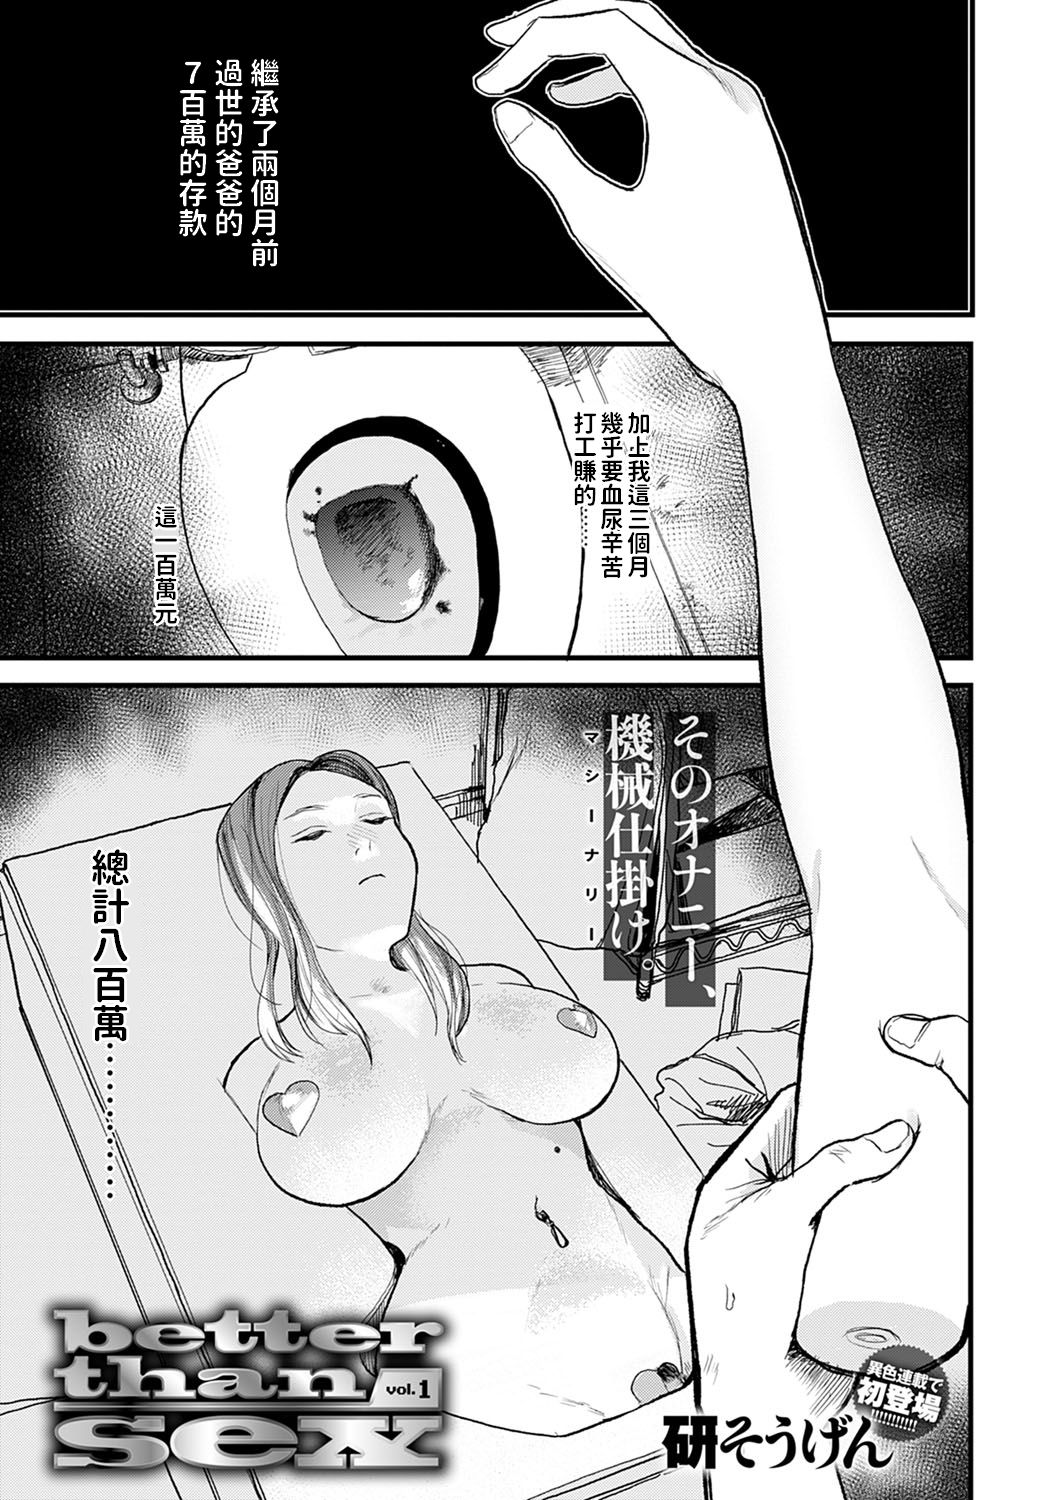 繼承了兩個月前
過世的爸爸的
７百萬的存款
加上我這三個月
幾乎要血尿辛苦
打工賺的……
這一百萬元
そのオナニー、
機械仕掛け。
マシーナリー
總計八百萬…………
better
than vol.1
sex
異色連載で
初登場!!!!!!
研そうげん